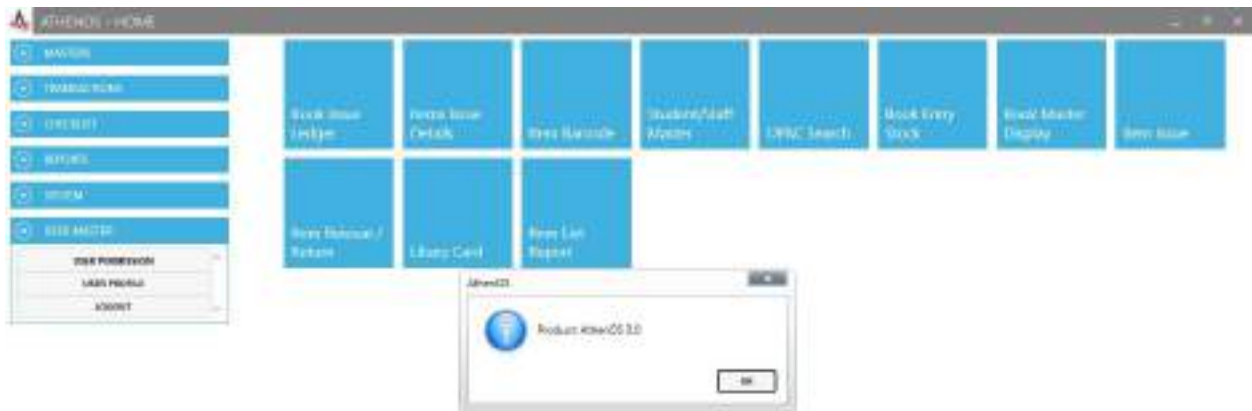 ATHENOS - HOME
MASTERS
TRANSACTIONS
CHECKLIST
REPORTS
SYSTEM
USER MASTER
USER PERMISSION
USER PROFILE
LOGOUT
Book Issue
Ledger
Items Issue
Details
Item Barcode
Student/Staff
Master
OPAC Search
Book Entry
Stock
Book Master
Display
Item Issue
Item Renewal /
Return
Library Card
Item List
Report
AthenOS
Product: AthenOS 3.0
OK